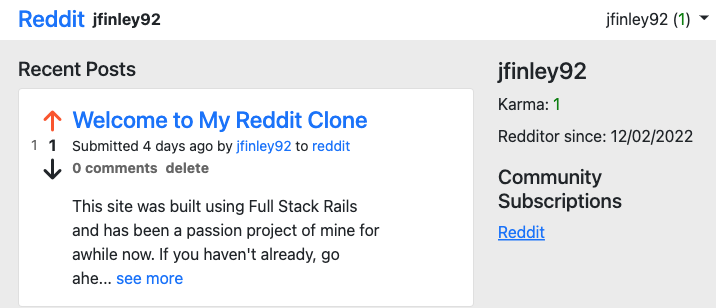 Reddit jfinley92
jfinley92 (1)
Recent Posts
Welcome to My Reddit Clone
1 1 Submitted 4 days ago by jfinley92 to reddit
0 comments delete
This site was built using Full Stack Rails
and has been a passion project of mine for
awhile now. If you haven't already, go
ahe... see more
jfinley92
Karma: 1
Redditor since: 12/02/2022
Community
Subscriptions
Reddit